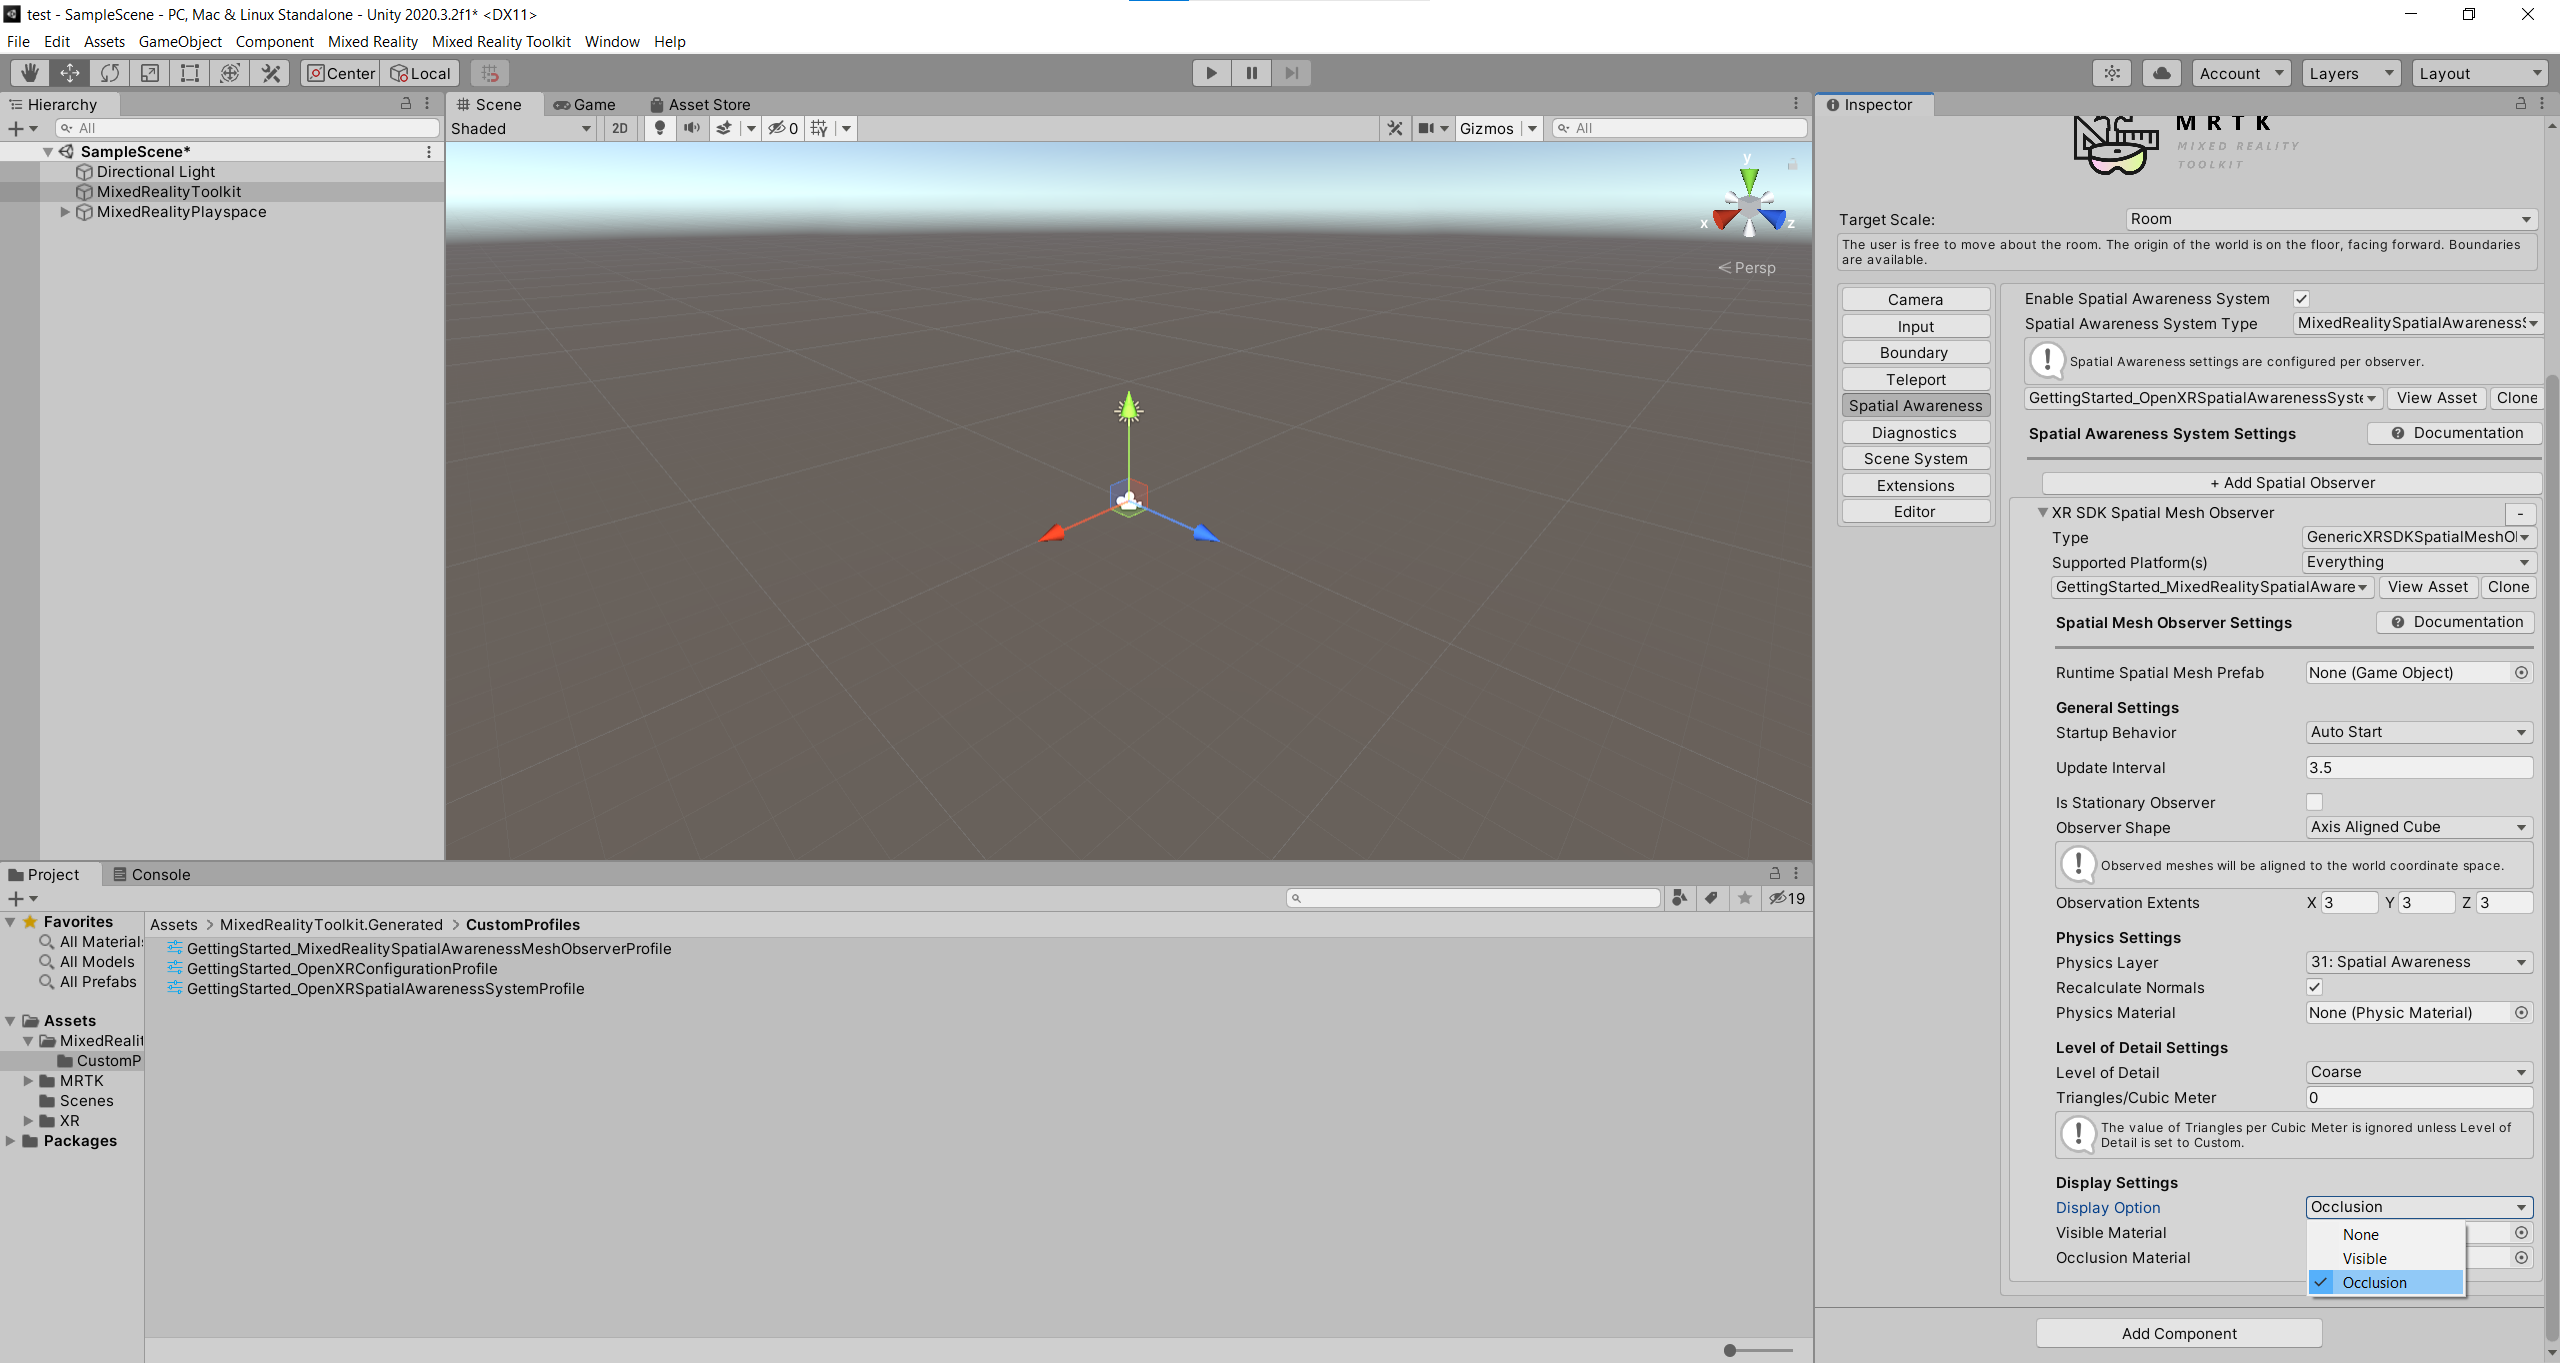 test - SampleScene - PC, Mac & Linux Standalone - Unity 2020.3.2f1* <DX11>
File Edit Assets GameObject Component Mixed Reality Mixed Reality Toolkit Window Help
Center Local
Account Layers Layout
Hierarchy
All
SampleScene*
Directional Light
MixedRealityToolkit
MixedRealityPlayspace
Scene Game Asset Store
Shaded 2D 0 Gizmos All
y
x z
Persp
Project Console
19
Favorites
All Material
All Models
All Prefabs
Assets
MixedRealit
CustomP
MRTK
Scenes
XR
Packages
Assets > MixedRealityToolkit.Generated > CustomProfiles
GettingStarted_MixedRealitySpatialAwarenessMeshObserverProfile
GettingStarted_OpenXRConfigurationProfile
GettingStarted_OpenXRSpatialAwarenessSystemProfile
Inspector
MRTK
MIXED REALITY
TOOLKIT
Target Scale: Room
The user is free to move about the room. The origin of the world is on the floor, facing forward. Boundaries
are available.
Camera
Input
Boundary
Teleport
Spatial Awareness
Diagnostics
Scene System
Extensions
Editor
Enable Spatial Awareness System
Spatial Awareness System Type MixedRealitySpatialAwarenessS
Spatial Awareness settings are configured per observer.
GettingStarted_OpenXRSpatialAwarenessSyste View Asset Clone
Spatial Awareness System Settings Documentation
+ Add Spatial Observer
XR SDK Spatial Mesh Observer -
Type GenericXRSDKSpatialMeshO
Supported Platform(s) Everything
GettingStarted_MixedRealitySpatialAware View Asset Clone
Spatial Mesh Observer Settings Documentation
Runtime Spatial Mesh Prefab None (Game Object)
General Settings
Startup Behavior Auto Start
Update Interval 3.5
Is Stationary Observer
Observer Shape Axis Aligned Cube
Observed meshes will be aligned to the world coordinate space.
Observation Extents X 3 Y 3 Z 3
Physics Settings
Physics Layer 31: Spatial Awareness
Recalculate Normals
Physics Material None (Physic Material)
Level of Detail Settings
Level of Detail Coarse
Triangles/Cubic Meter 0
The value of Triangles per Cubic Meter is ignored unless Level of
Detail is set to Custom.
Display Settings
Display Option Occlusion
Visible Material
Occlusion Material
None
Visible
Occlusion
Add Component